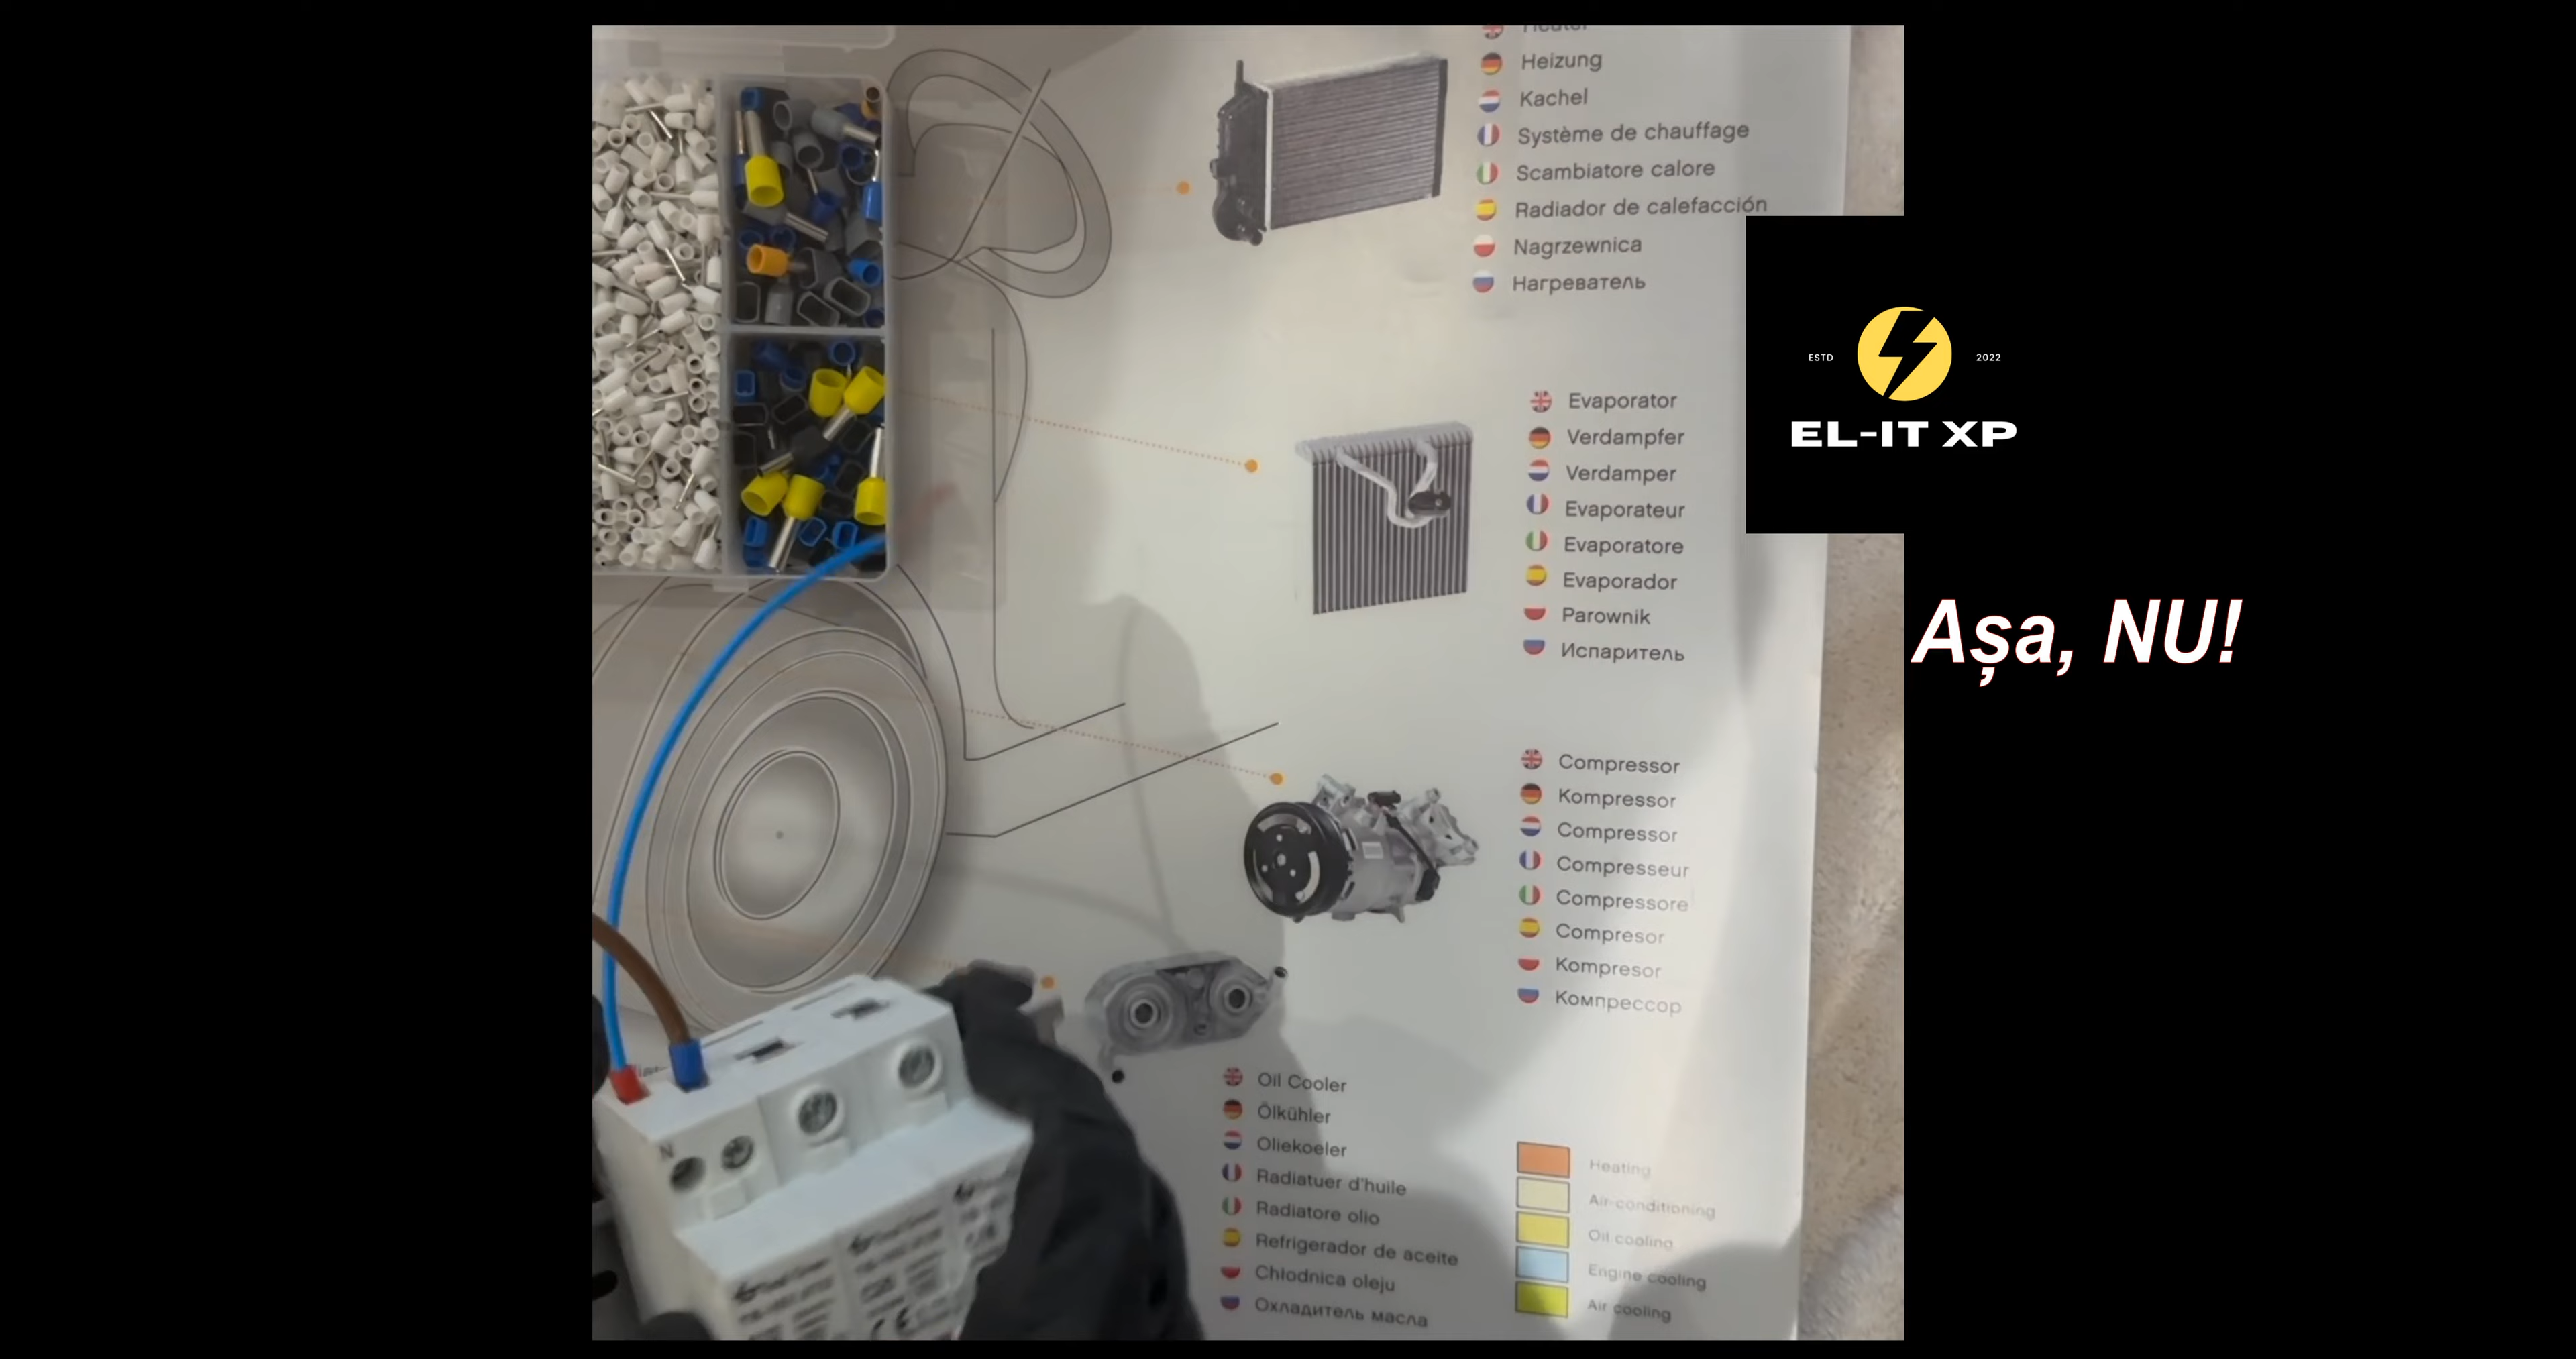 Heizung
Kachel
Système de chauffage
Scambiatore calore
Radiador de calefacción
Nagrzewnica
Нагреватель
ESTD
2022
EL-IT XP
Evaporator
Verdampfer
Verdamper
Evaporateur
Evaporatore
Evaporador
Parownik
Испаритель
Așa, NU!
Compressor
Kompressor
Compressor
Compresseur
Compressore
Compresor
Kompresor
Компрессор
Oil Cooler
Ölkühler
Oliekoeler
Radiatuer d'huile
Radiatore olio
Refrigerador de aceite
Chłodnica oleju
Охладитель масла
Heating
Air-conditioning
Oil cooling
Engine cooling
Air cooling
N